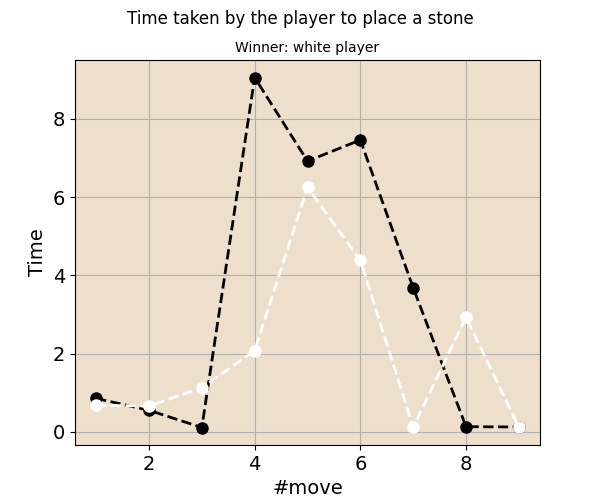 Time taken by the player to place a stone
Winner: white player
8
6
4
2
0
Time
2 4 6 8
#move